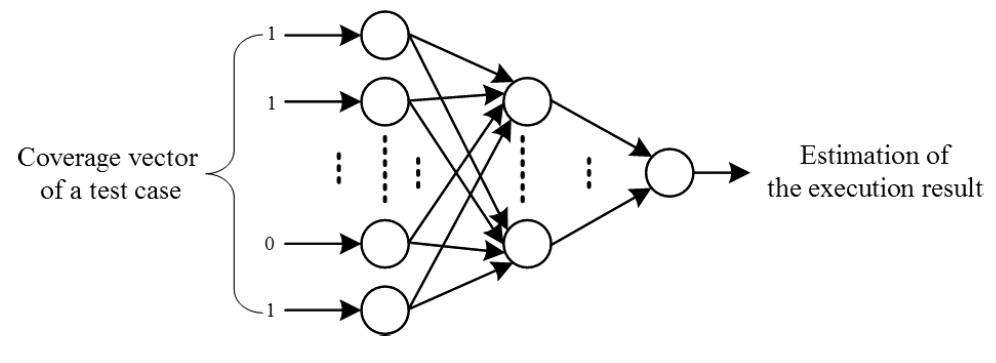 1
1
Coverage vector
of a test case
0
1
Estimation of
the execution result